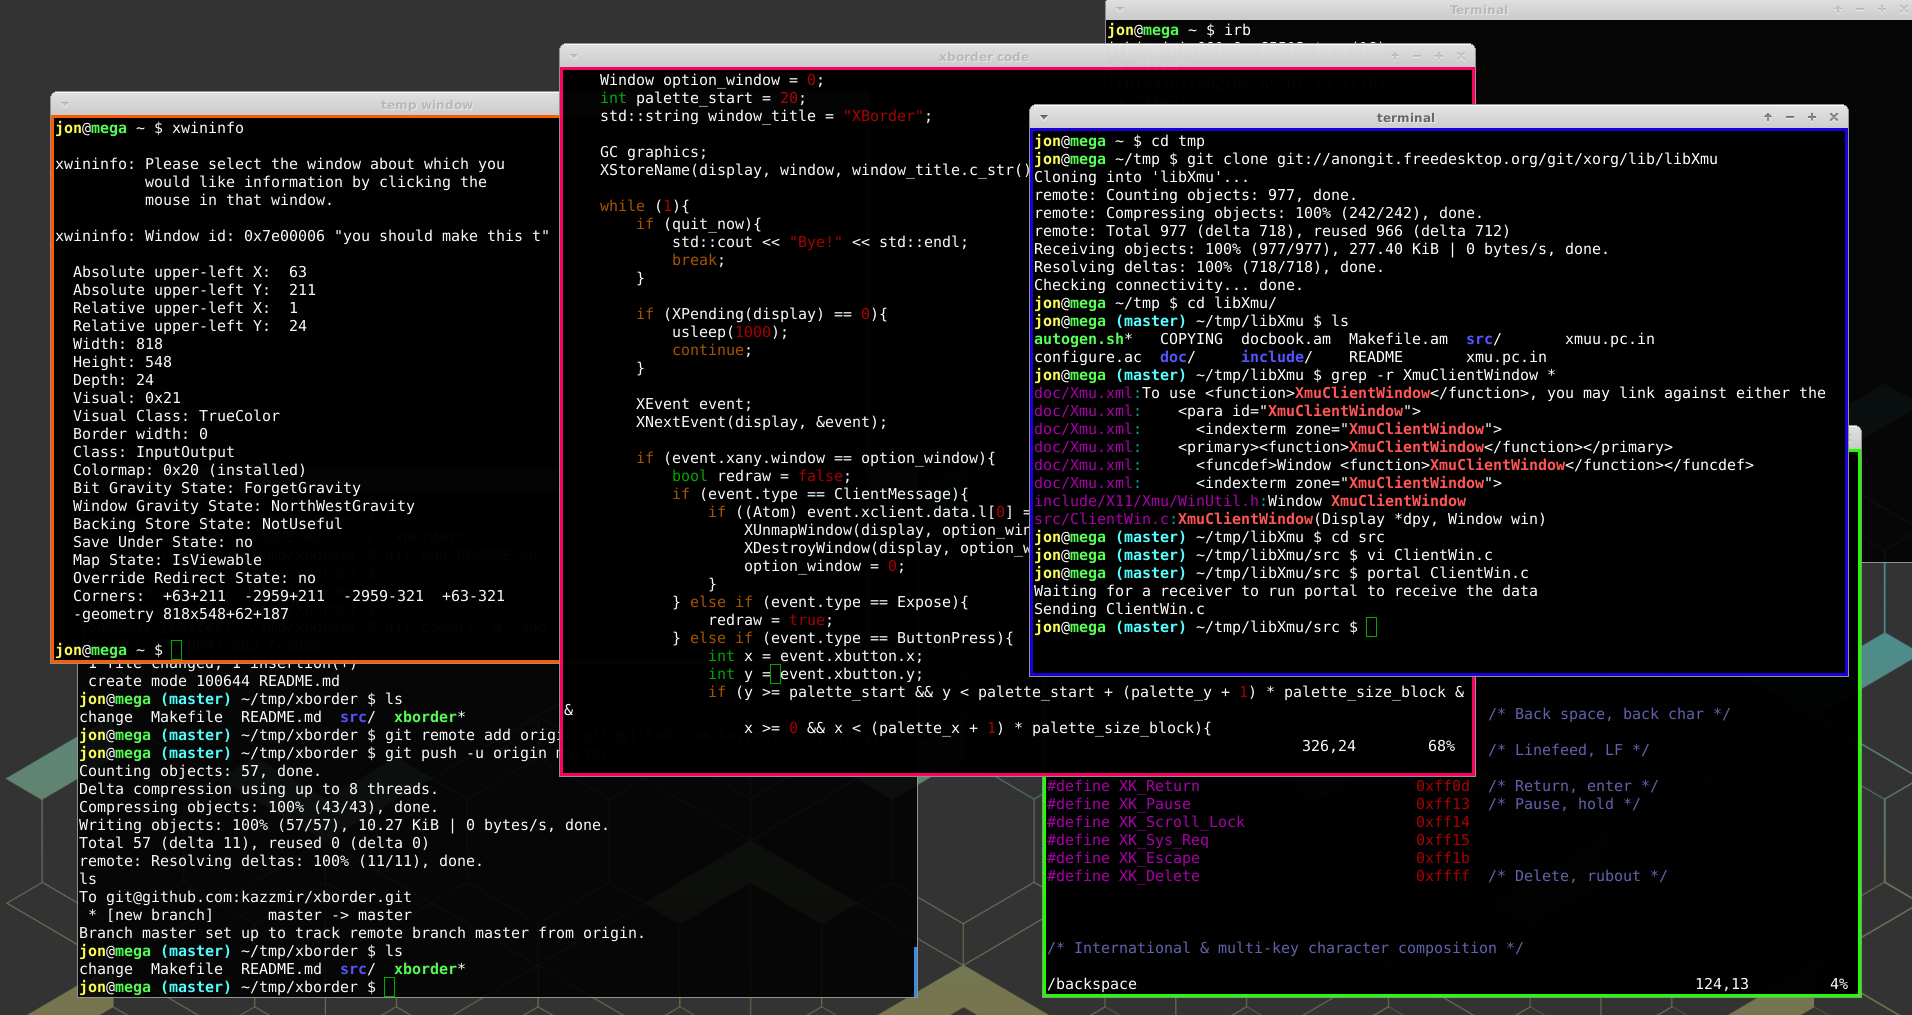 Terminal
jon@mega ~ $ irb
xborder code
Window option_window = 0;
int palette_start = 20;
std::string window_title = "XBorder";
GC graphics;
XStoreName(display, window, window_title.c_str()
while (1){
if (quit_now){
std::cout << "Bye!" << std::endl;
break;
}
if (XPending(display) == 0){
usleep(1000);
continue;
}
XEvent event;
XNextEvent(display, &event);
if (event.xany.window == option_window){
bool redraw = false;
if (event.type == ClientMessage){
if ((Atom) event.xclient.data.l[0] =
XUnmapWindow(display, option_win
XDestroyWindow(display, option_w
option_window = 0;
}
} else if (event.type == Expose){
redraw = true;
} else if (event.type == ButtonPress){
int x = event.xbutton.x;
int y = event.xbutton.y;
if (y >= palette_start && y < palette_start + (palette_y + 1) * palette_size_block &
&
x >= 0 && x < (palette_x + 1) * palette_size_block){
326,24 68%
temp window
jon@mega ~ $ xwininfo
xwininfo: Please select the window about which you
would like information by clicking the
mouse in that window.
xwininfo: Window id: 0x7e00006 "you should make this t"
Absolute upper-left X: 63
Absolute upper-left Y: 211
Relative upper-left X: 1
Relative upper-left Y: 24
Width: 818
Height: 548
Depth: 24
Visual: 0x21
Visual Class: TrueColor
Border width: 0
Class: InputOutput
Colormap: 0x20 (installed)
Bit Gravity State: ForgetGravity
Window Gravity State: NorthWestGravity
Backing Store State: NotUseful
Save Under State: no
Map State: IsViewable
Override Redirect State: no
Corners: +63+211 -2959+211 -2959-321 +63-321
-geometry 818x548+62+187
jon@mega ~ $
terminal
jon@mega ~ $ cd tmp
jon@mega ~/tmp $ git clone git://anongit.freedesktop.org/git/xorg/lib/libXmu
Cloning into 'libXmu'...
remote: Counting objects: 977, done.
remote: Compressing objects: 100% (242/242), done.
remote: Total 977 (delta 718), reused 966 (delta 712)
Receiving objects: 100% (977/977), 277.40 KiB | 0 bytes/s, done.
Resolving deltas: 100% (718/718), done.
Checking connectivity... done.
jon@mega ~/tmp $ cd libXmu/
jon@mega (master) ~/tmp/libXmu $ ls
autogen.sh* COPYING docbook.am Makefile.am src/ xmuu.pc.in
configure.ac doc/ include/ README xmu.pc.in
jon@mega (master) ~/tmp/libXmu $ grep -r XmuClientWindow *
doc/Xmu.xml:To use <function>XmuClientWindow</function>, you may link against either the
doc/Xmu.xml: <para id="XmuClientWindow">
doc/Xmu.xml: <indexterm zone="XmuClientWindow">
doc/Xmu.xml: <primary><function>XmuClientWindow</function></primary>
doc/Xmu.xml: <funcdef>Window <function>XmuClientWindow</function></funcdef>
doc/Xmu.xml: <indexterm zone="XmuClientWindow">
include/X11/Xmu/WinUtil.h:Window XmuClientWindow
src/ClientWin.c:XmuClientWindow(Display *dpy, Window win)
jon@mega (master) ~/tmp/libXmu $ cd src
jon@mega (master) ~/tmp/libXmu/src $ vi ClientWin.c
jon@mega (master) ~/tmp/libXmu/src $ portal ClientWin.c
Waiting for a receiver to run portal to receive the data
Sending ClientWin.c
jon@mega (master) ~/tmp/libXmu/src $
1 file changed, 1 insertion(+)
create mode 100644 README.md
jon@mega (master) ~/tmp/xborder $ ls
change Makefile README.md src/ xborder*
jon@mega (master) ~/tmp/xborder $ git remote add origi
jon@mega (master) ~/tmp/xborder $ git push -u origin
Counting objects: 57, done.
Delta compression using up to 8 threads.
Compressing objects: 100% (43/43), done.
Writing objects: 100% (57/57), 10.27 KiB | 0 bytes/s, done.
Total 57 (delta 11), reused 0 (delta 0)
remote: Resolving deltas: 100% (11/11), done.
ls
To git@github.com:kazzmir/xborder.git
* [new branch] master -> master
Branch master set up to track remote branch master from origin.
jon@mega (master) ~/tmp/xborder $ ls
change Makefile README.md src/ xborder*
jon@mega (master) ~/tmp/xborder $
/* Back space, back char */
/* Linefeed, LF */
#define XK_Return 0xff0d /* Return, enter */
#define XK_Pause 0xff13 /* Pause, hold */
#define XK_Scroll_Lock 0xff14
#define XK_Sys_Req 0xff15
#define XK_Escape 0xff1b
#define XK_Delete 0xffff /* Delete, rubout */
/* International & multi-key character composition */
/backspace 124,13 4%